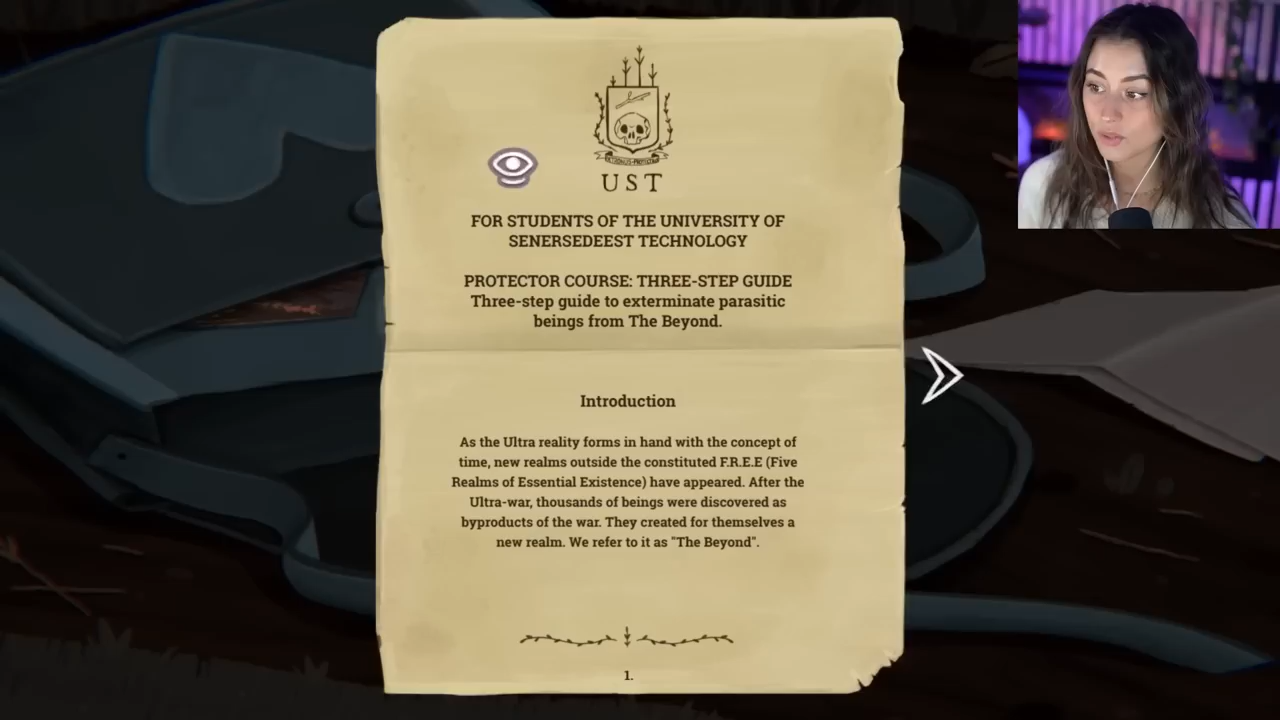 UST
FOR STUDENTS OF THE UNIVERSITY OF
SENERSEDEEST TECHNOLOGY
PROTECTOR COURSE: THREE-STEP GUIDE
Three-step guide to exterminate parasitic
beings from The Beyond.
Introduction
As the Ultra reality forms in hand with the concept of
time, new realms outside the constituted F.R.E.E (Five
Realms of Essential Existence) have appeared. After the
Ultra-war, thousands of beings were discovered as
byproducts of the war. They created for themselves a
new realm. We refer to it as "The Beyond".
1.